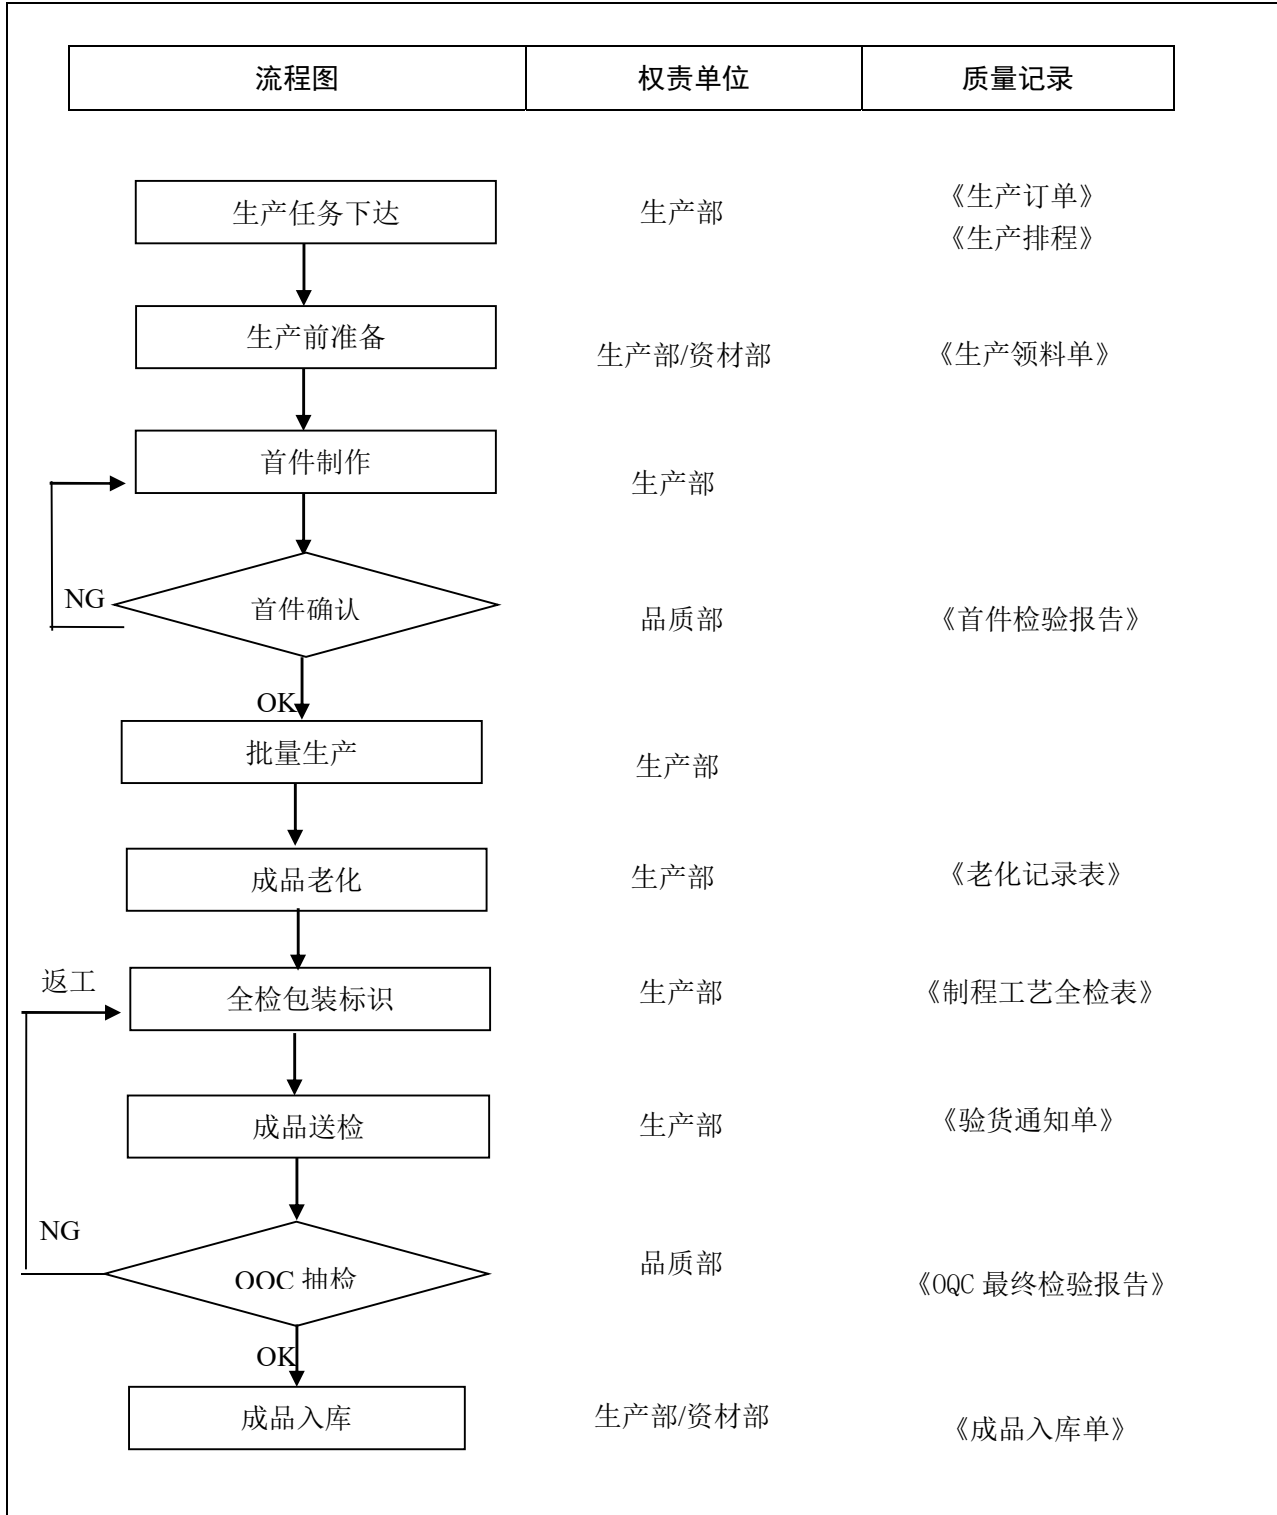 流程图 权责单位 质量记录
生产任务下达 生产部 《生产订单》
《生产排程》
生产前准备 生产部/资材部 《生产领料单》
首件制作 生产部
NG 首件确认 品质部 《首件检验报告》
OK
批量生产 生产部
成品老化 生产部 《老化记录表》
返工 全检包装标识 生产部 《制程工艺全检表》
成品送检 生产部 《验货通知单》
NG
OQC 抽检 品质部 《OQC 最终检验报告》
OK
成品入库 生产部/资材部 《成品入库单》